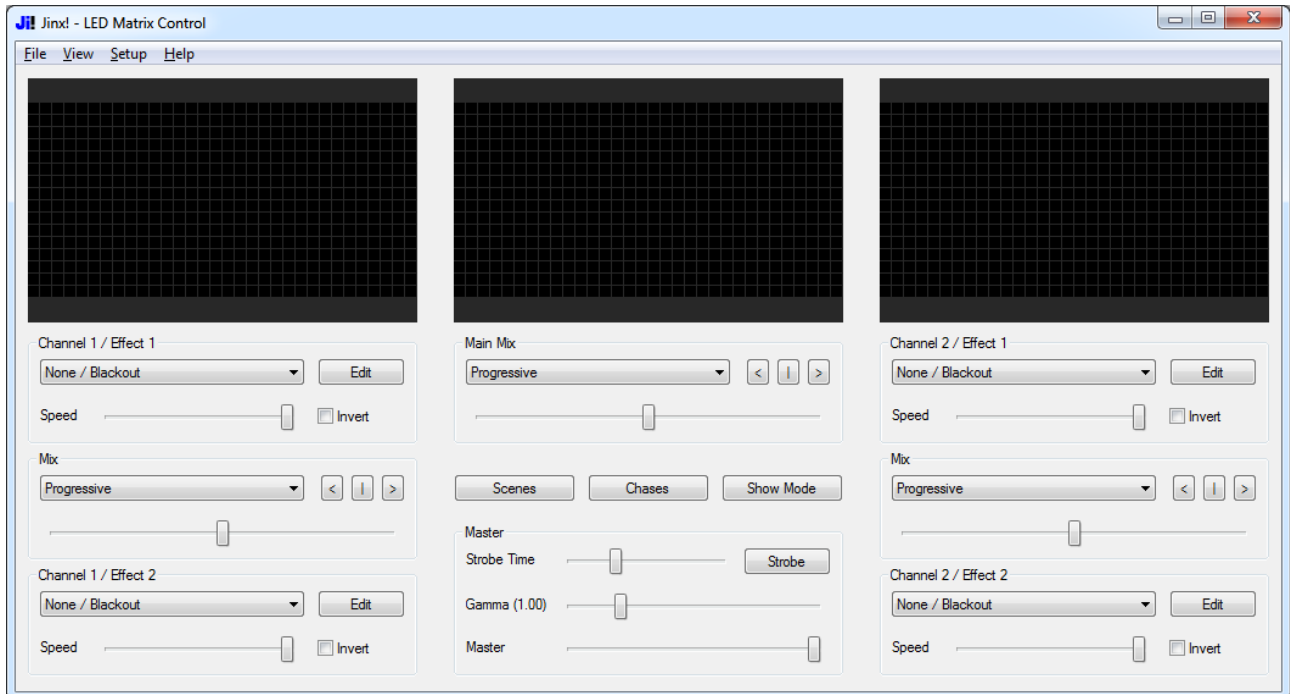 Ji! Jinx! - LED Matrix Control
File View Setup Help
Channel 1 / Effect 1
None / Blackout Edit
Speed Invert
Mix
Progressive < | >
Channel 1 / Effect 2
None / Blackout Edit
Speed Invert
Main Mix
Progressive < | >
Scenes Chases Show Mode
Master
Strobe Time Strobe
Gamma (1.00)
Master
Channel 2 / Effect 1
None / Blackout Edit
Speed Invert
Mix
Progressive < | >
Channel 2 / Effect 2
None / Blackout Edit
Speed Invert